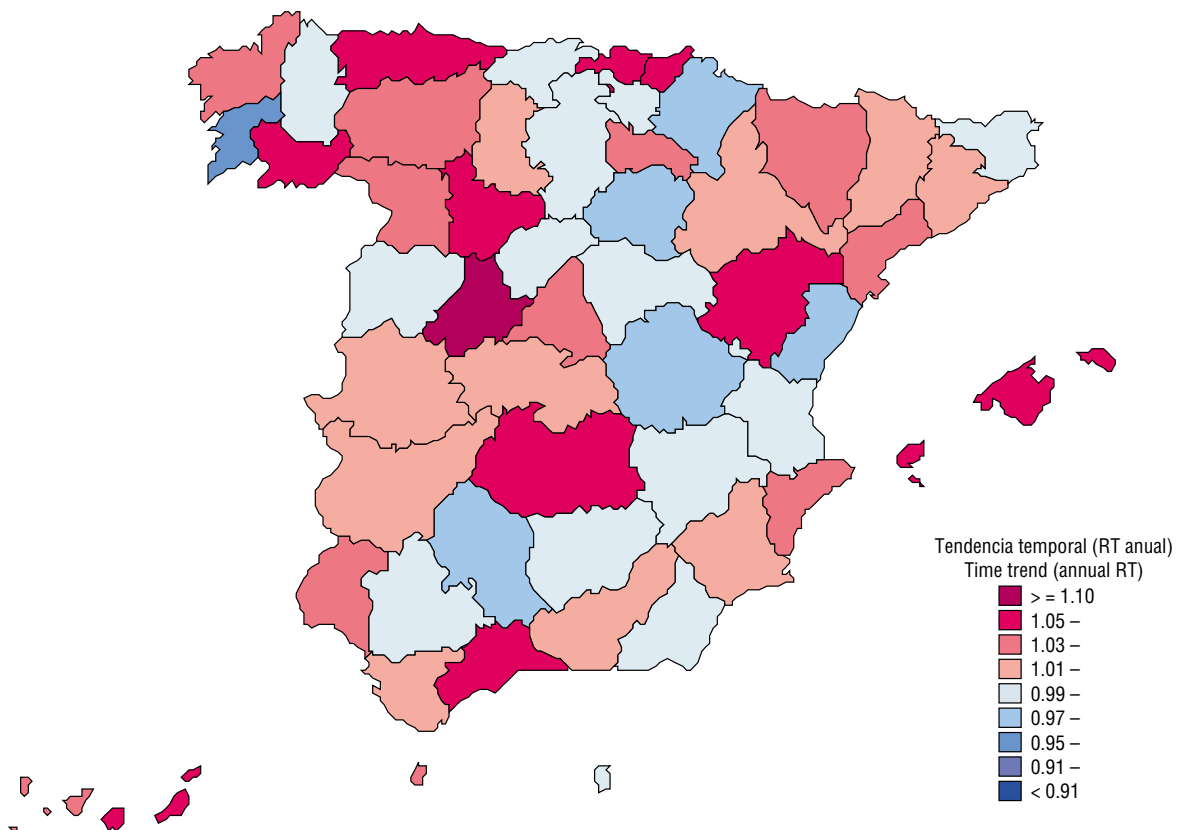 Tendencia temporal (RT anual)
Time trend (annual RT)
> = 1.10
1.05 –
1.03 –
1.01 –
0.99 –
0.97 –
0.95 –
0.91 –
< 0.91